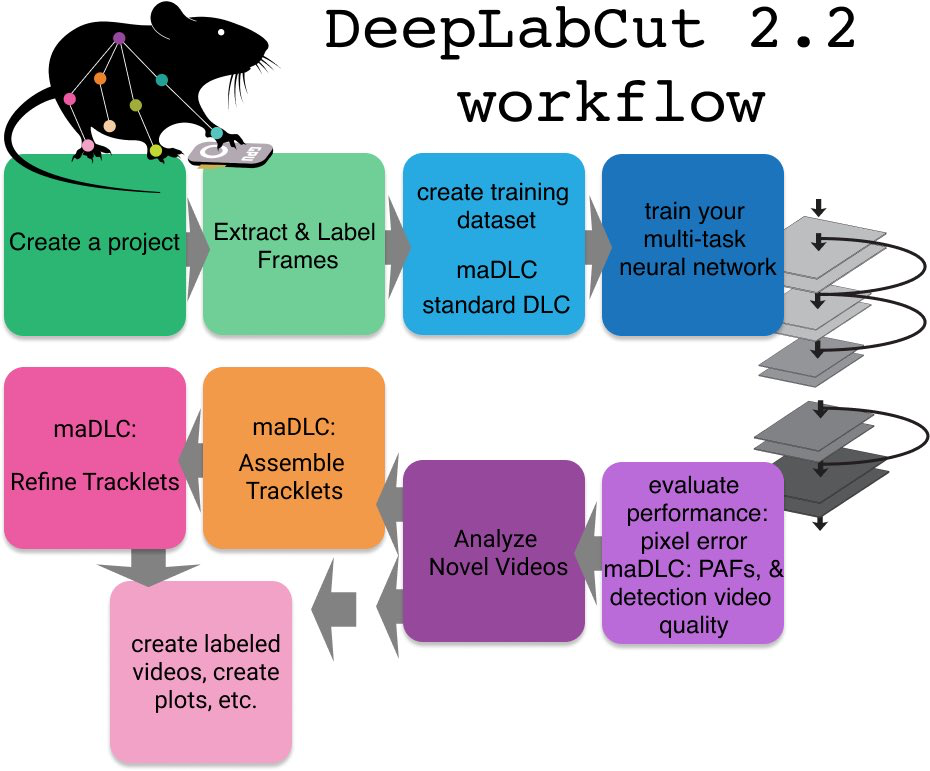 DeepLabCut 2.2
workflow
GPU
Create a project
Extract & Label
Frames
create training
dataset
maDLC
standard DLC
train your
multi-task
neural network
maDLC:
Refine Tracklets
maDLC:
Assemble
Tracklets
Analyze
Novel Videos
evaluate
performance:
pixel error
maDLC: PAFs, &
detection video
quality
create labeled
videos, create
plots, etc.